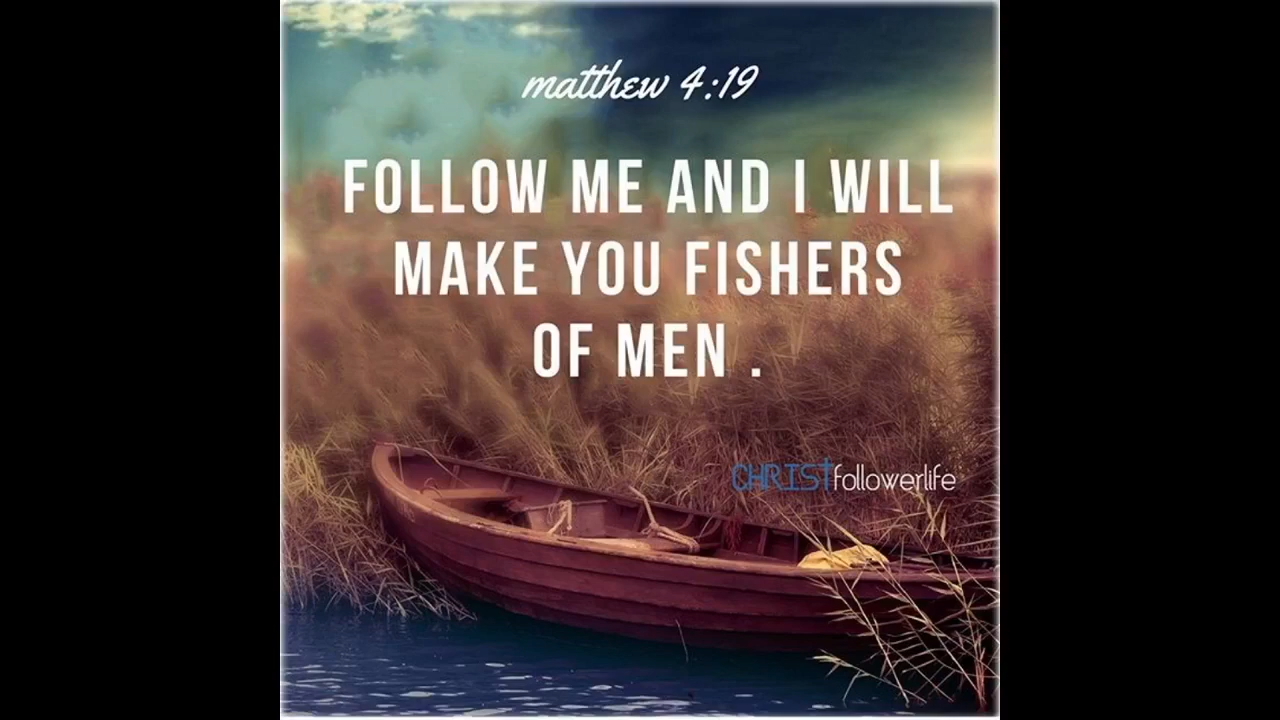 matthew 4:19
FOLLOW ME AND I WILL
MAKE YOU FISHERS
OF MEN .
CHRISTfollowerlife